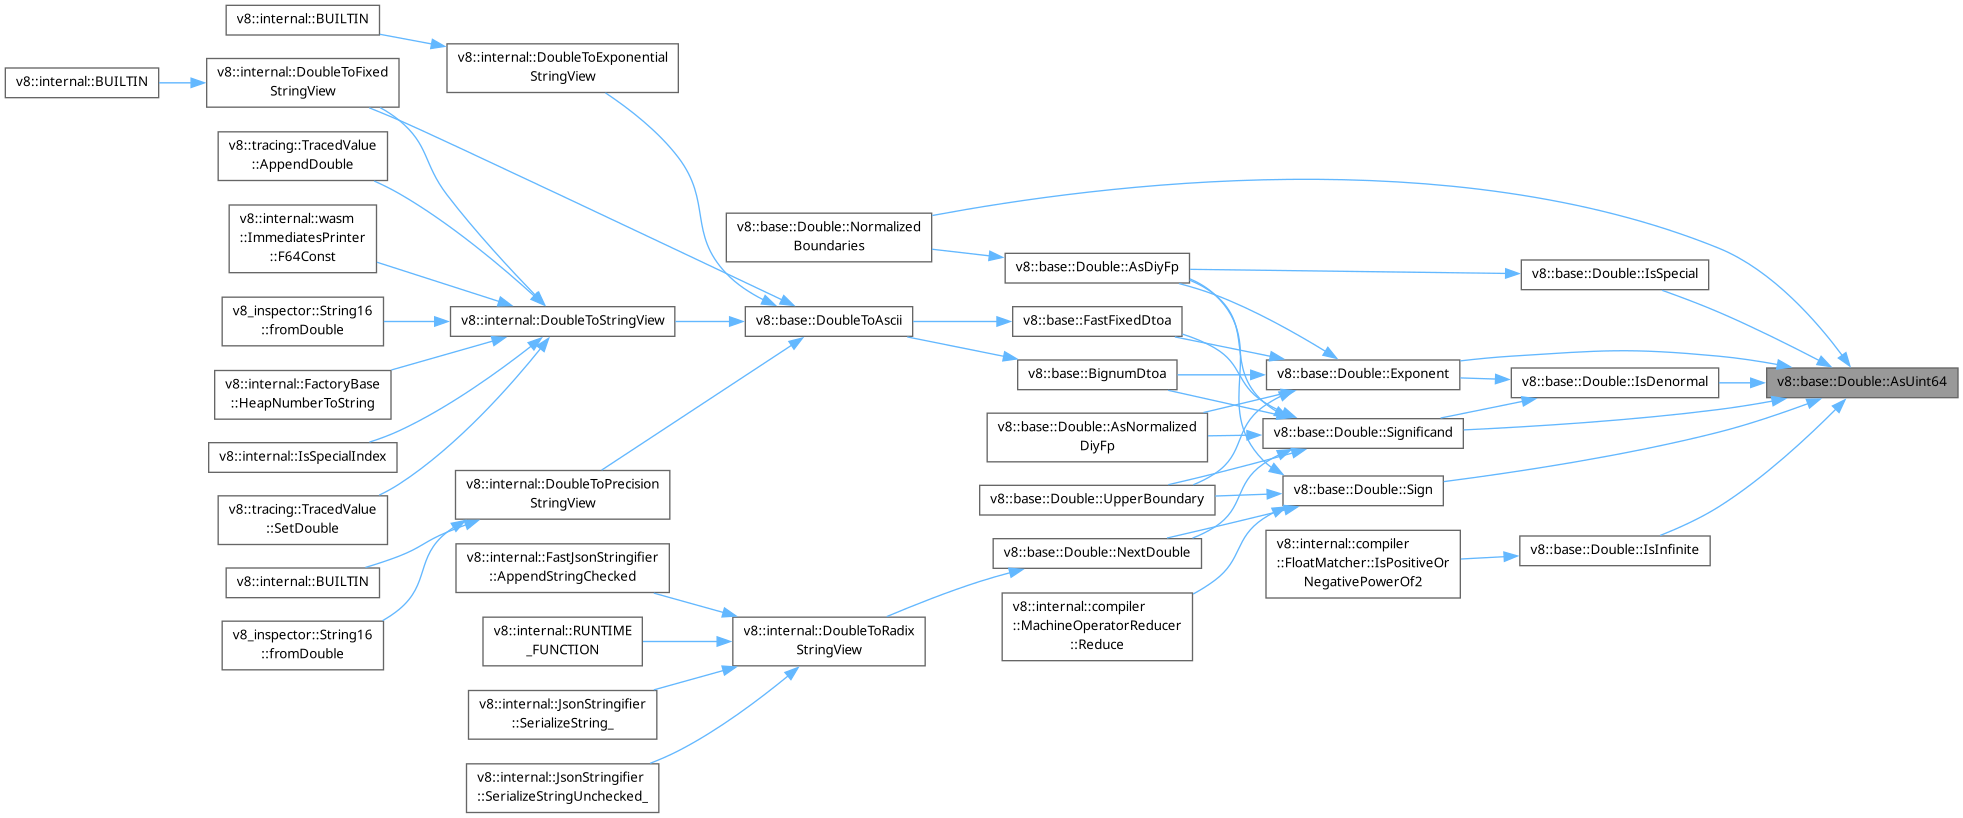 v8::internal::BUILTIN
v8::internal::DoubleToExponential
StringView
v8::internal::DoubleToFixed
StringView
v8::internal::BUILTIN
v8::tracing::TracedValue
::AppendDouble
v8::internal::wasm
::ImmediatesPrinter
::F64Const
v8::base::Double::Normalized
Boundaries
v8::base::Double::AsDiyFp
v8::base::Double::IsSpecial
v8_inspector::String16
::fromDouble
v8::internal::DoubleToStringView
v8::base::DoubleToAscii
v8::base::FastFixedDtoa
v8::internal::FactoryBase
::HeapNumberToString
v8::base::BignumDtoa
v8::base::Double::Exponent
v8::base::Double::IsDenormal
v8::base::Double::AsUint64
v8::internal::IsSpecialIndex
v8::base::Double::AsNormalized
DiyFp
v8::base::Double::Significand
v8::tracing::TracedValue
::SetDouble
v8::internal::DoubleToPrecision
StringView
v8::base::Double::UpperBoundary
v8::base::Double::Sign
v8::internal::BUILTIN
v8::internal::FastJsonStringifier
::AppendStringChecked
v8::base::Double::NextDouble
v8::internal::compiler
::FloatMatcher::IsPositiveOr
NegativePowerOf2
v8::base::Double::IsInfinite
v8_inspector::String16
::fromDouble
v8::internal::RUNTIME
_FUNCTION
v8::internal::DoubleToRadix
StringView
v8::internal::compiler
::MachineOperatorReducer
::Reduce
v8::internal::JsonStringifier
::SerializeString_
v8::internal::JsonStringifier
::SerializeStringUnchecked_